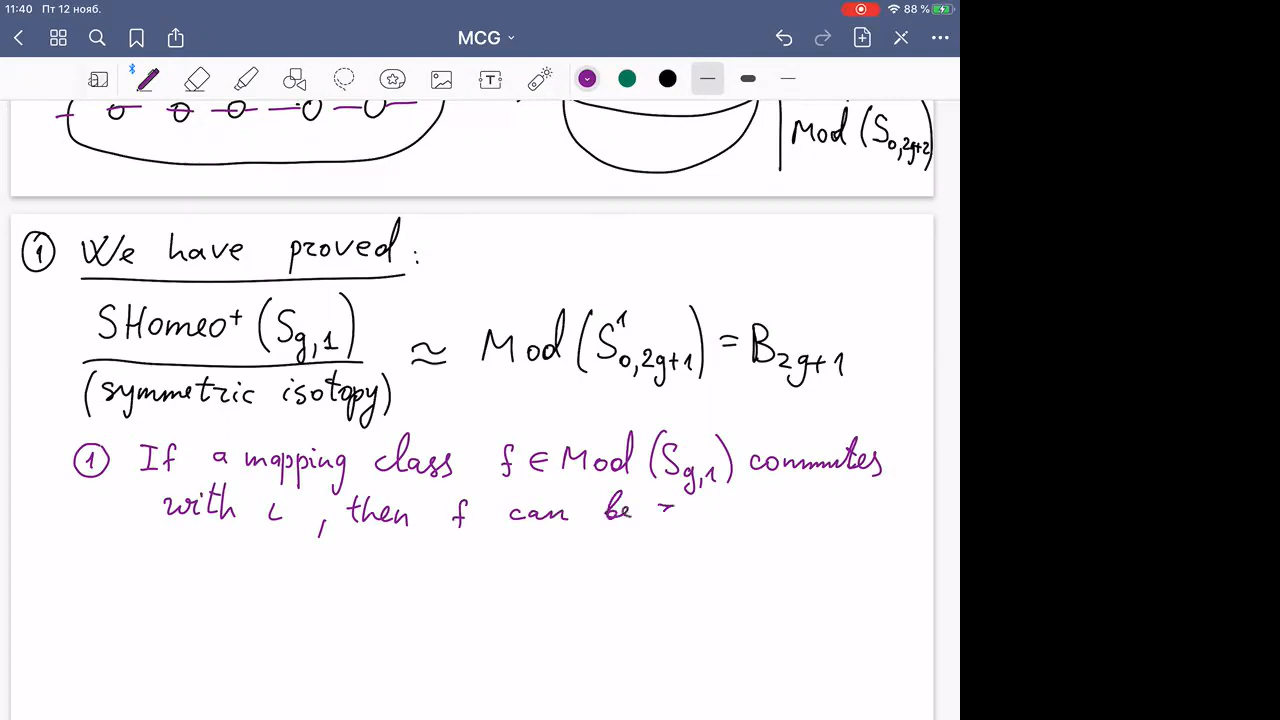 11:40 Пт 12 нояб. 88 %
MCG
T
Mod (S0,2g+2)
① We have proved:
SHomeo⁺ (Sg,1)
(symmetric isotopy) ≈ Mod (S¹0,2g+1) = B2g+1
① If a mapping class f ∈ Mod (Sg,1) commutes
with ι, then f can be